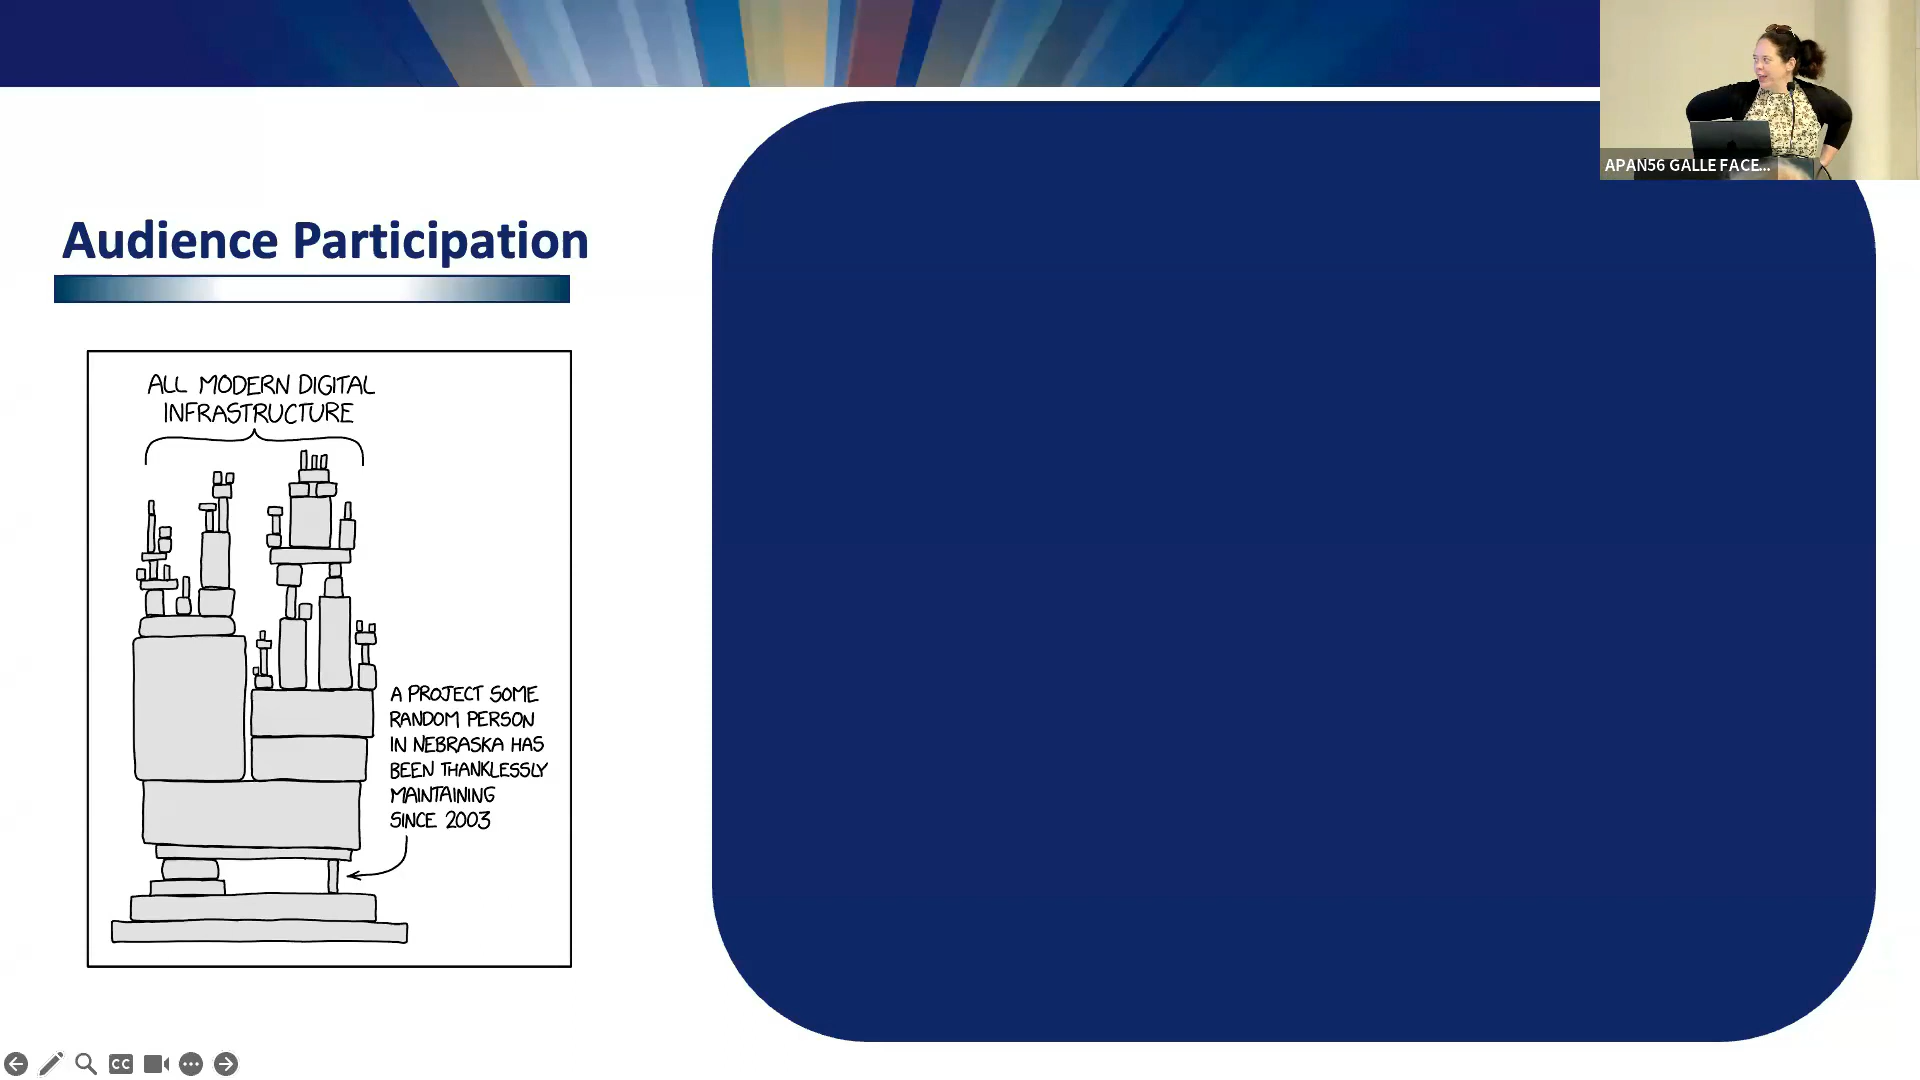 APAN56 GALLE FACE...
Audience Participation
ALL MODERN DIGITAL
INFRASTRUCTURE
A PROJECT SOME
RANDOM PERSON
IN NEBRASKA HAS
BEEN THANKLESSLY
MAINTAINING
SINCE 2003
CC